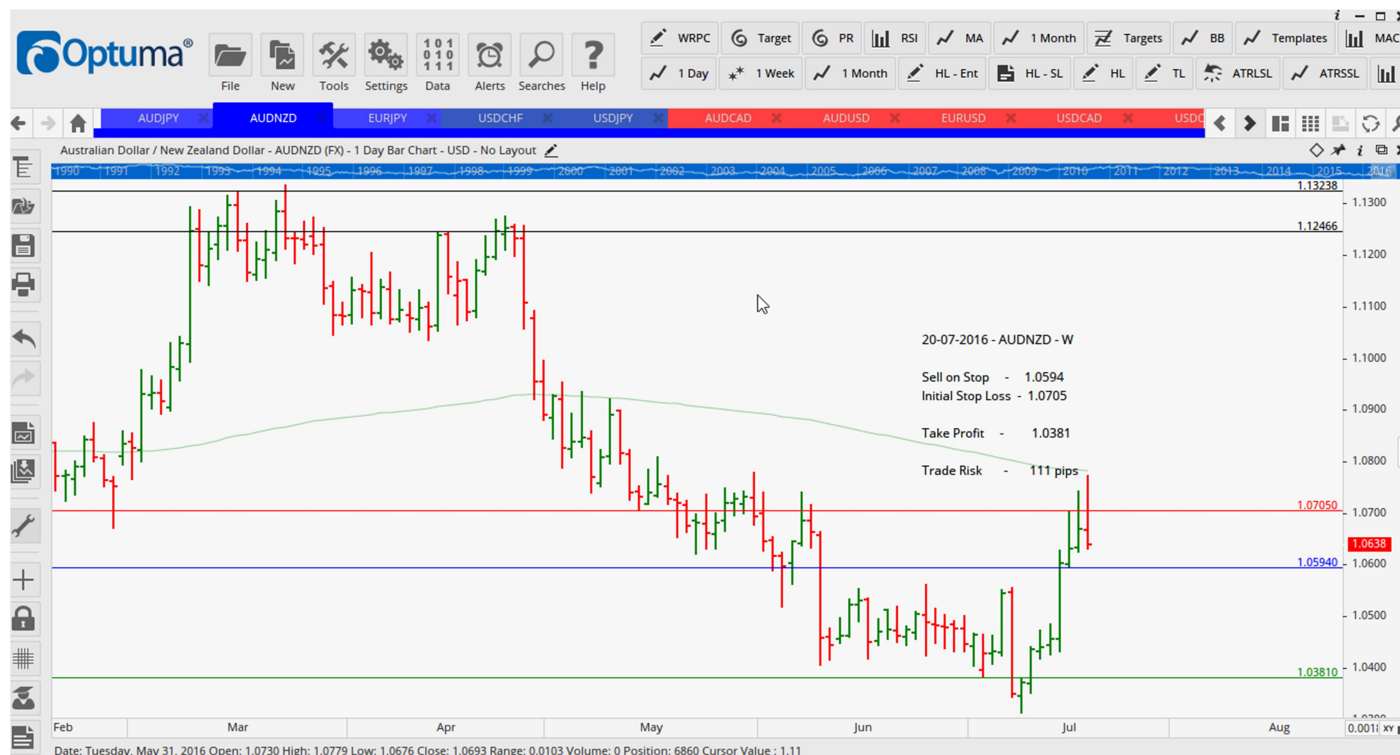 Optuma®
File
New
Tools
Settings
Data
Alerts
Searches
Help
WRPC
Target
PR
RSI
MA
1 Month
Targets
BB
Templates
MAC
1 Day
1 Week
1 Month
HL - Ent
HL - SL
HL
TL
ATRLSL
ATRSSL
AUDJPY
AUDNZD
EURJPY
USDCHF
USDJPY
AUDCAD
AUDUSD
EURUSD
USDCAD
USDC
Australian Dollar / New Zealand Dollar - AUDNZD (FX) - 1 Day Bar Chart - USD - No Layout
1990 1991 1992 1993 1994 1995 1996 1997 1998 1999 2000 2001 2002 2003 2004 2005 2006 2007 2008 2009 2010 2011 2012 2013 2014 2015 2016
1.13238
1.1300
1.12466
1.1200
1.1100
20-07-2016 - AUDNZD - W
1.1000
Sell on Stop - 1.0594
Initial Stop Loss - 1.0705
1.0900
Take Profit - 1.0381
1.0800
Trade Risk - 111 pips
1.07050
1.0700
1.0638
1.05940
1.0600
1.0500
1.0400
1.03810
Feb Mar Apr May Jun Jul Aug
XY
Date: Tuesday, May 31, 2016 Open: 1.0730 High: 1.0779 Low: 1.0676 Close: 1.0693 Range: 0.0103 Volume: 0 Position: 6860 Cursor Value : 1.11